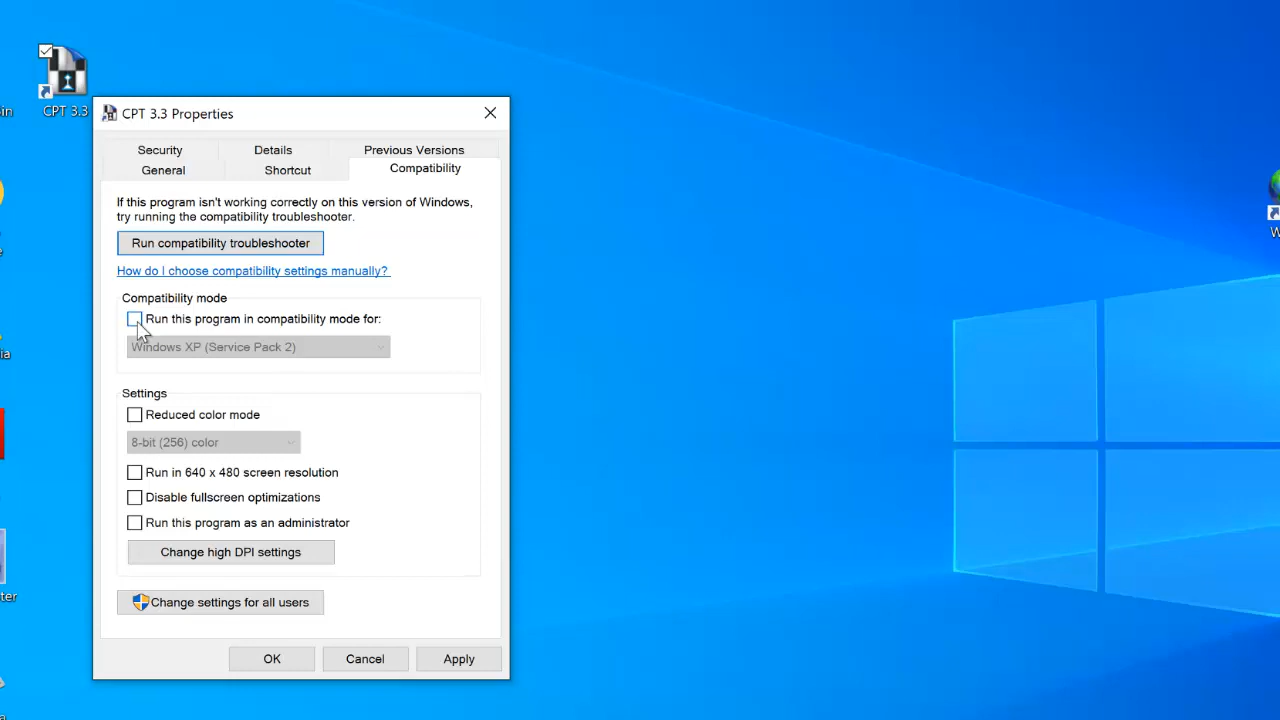 in
CPT 3.3
CPT 3.3 Properties
Security
Details
Previous Versions
General
Shortcut
Compatibility
If this program isn't working correctly on this version of Windows,
try running the compatibility troubleshooter.
Run compatibility troubleshooter
How do I choose compatibility settings manually?
Compatibility mode
Run this program in compatibility mode for:
Windows XP (Service Pack 2)
Settings
Reduced color mode
8-bit (256) color
Run in 640 x 480 screen resolution
Disable fullscreen optimizations
Run this program as an administrator
Change high DPI settings
Change settings for all users
OK
Cancel
Apply
e
ia
ter
W